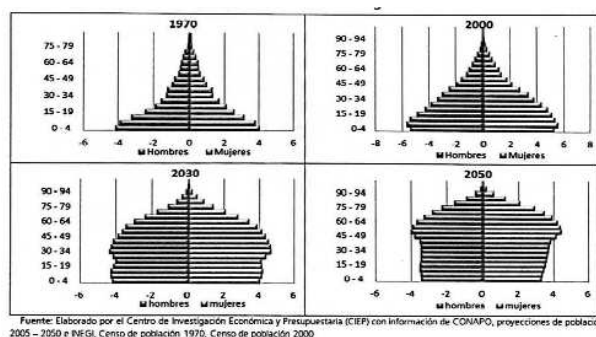 1970
75 - 79
60 - 64
45 - 49
30 - 34
15 - 19
0 - 4
-6 -4 -2 0 2 4 6
Hombres Mujeres
2000
90 - 94
75 - 79
60 - 64
45 - 49
30 - 34
15 - 19
0 - 4
-8 -6 -4 -2 0 2 4 6 8
Hombres Mujeres
2030
90 - 94
75 - 79
60 - 64
45 - 49
30 - 34
15 - 19
0 - 4
-6 -4 -2 0 2 4 6
hombres mujeres
2050
90 - 94
75 - 79
60 - 64
45 - 49
30 - 34
15 - 19
0 - 4
-6 -4 -2 0 2 4 6
hombres mujeres
Fuente: Elaborado por el Centro de Investigación Económica y Presupuestaria (CIEP) con información de CONAPO, proyecciones de població
2005 – 2050 e INEGI. Censo de población 1970. Censo de población 2000